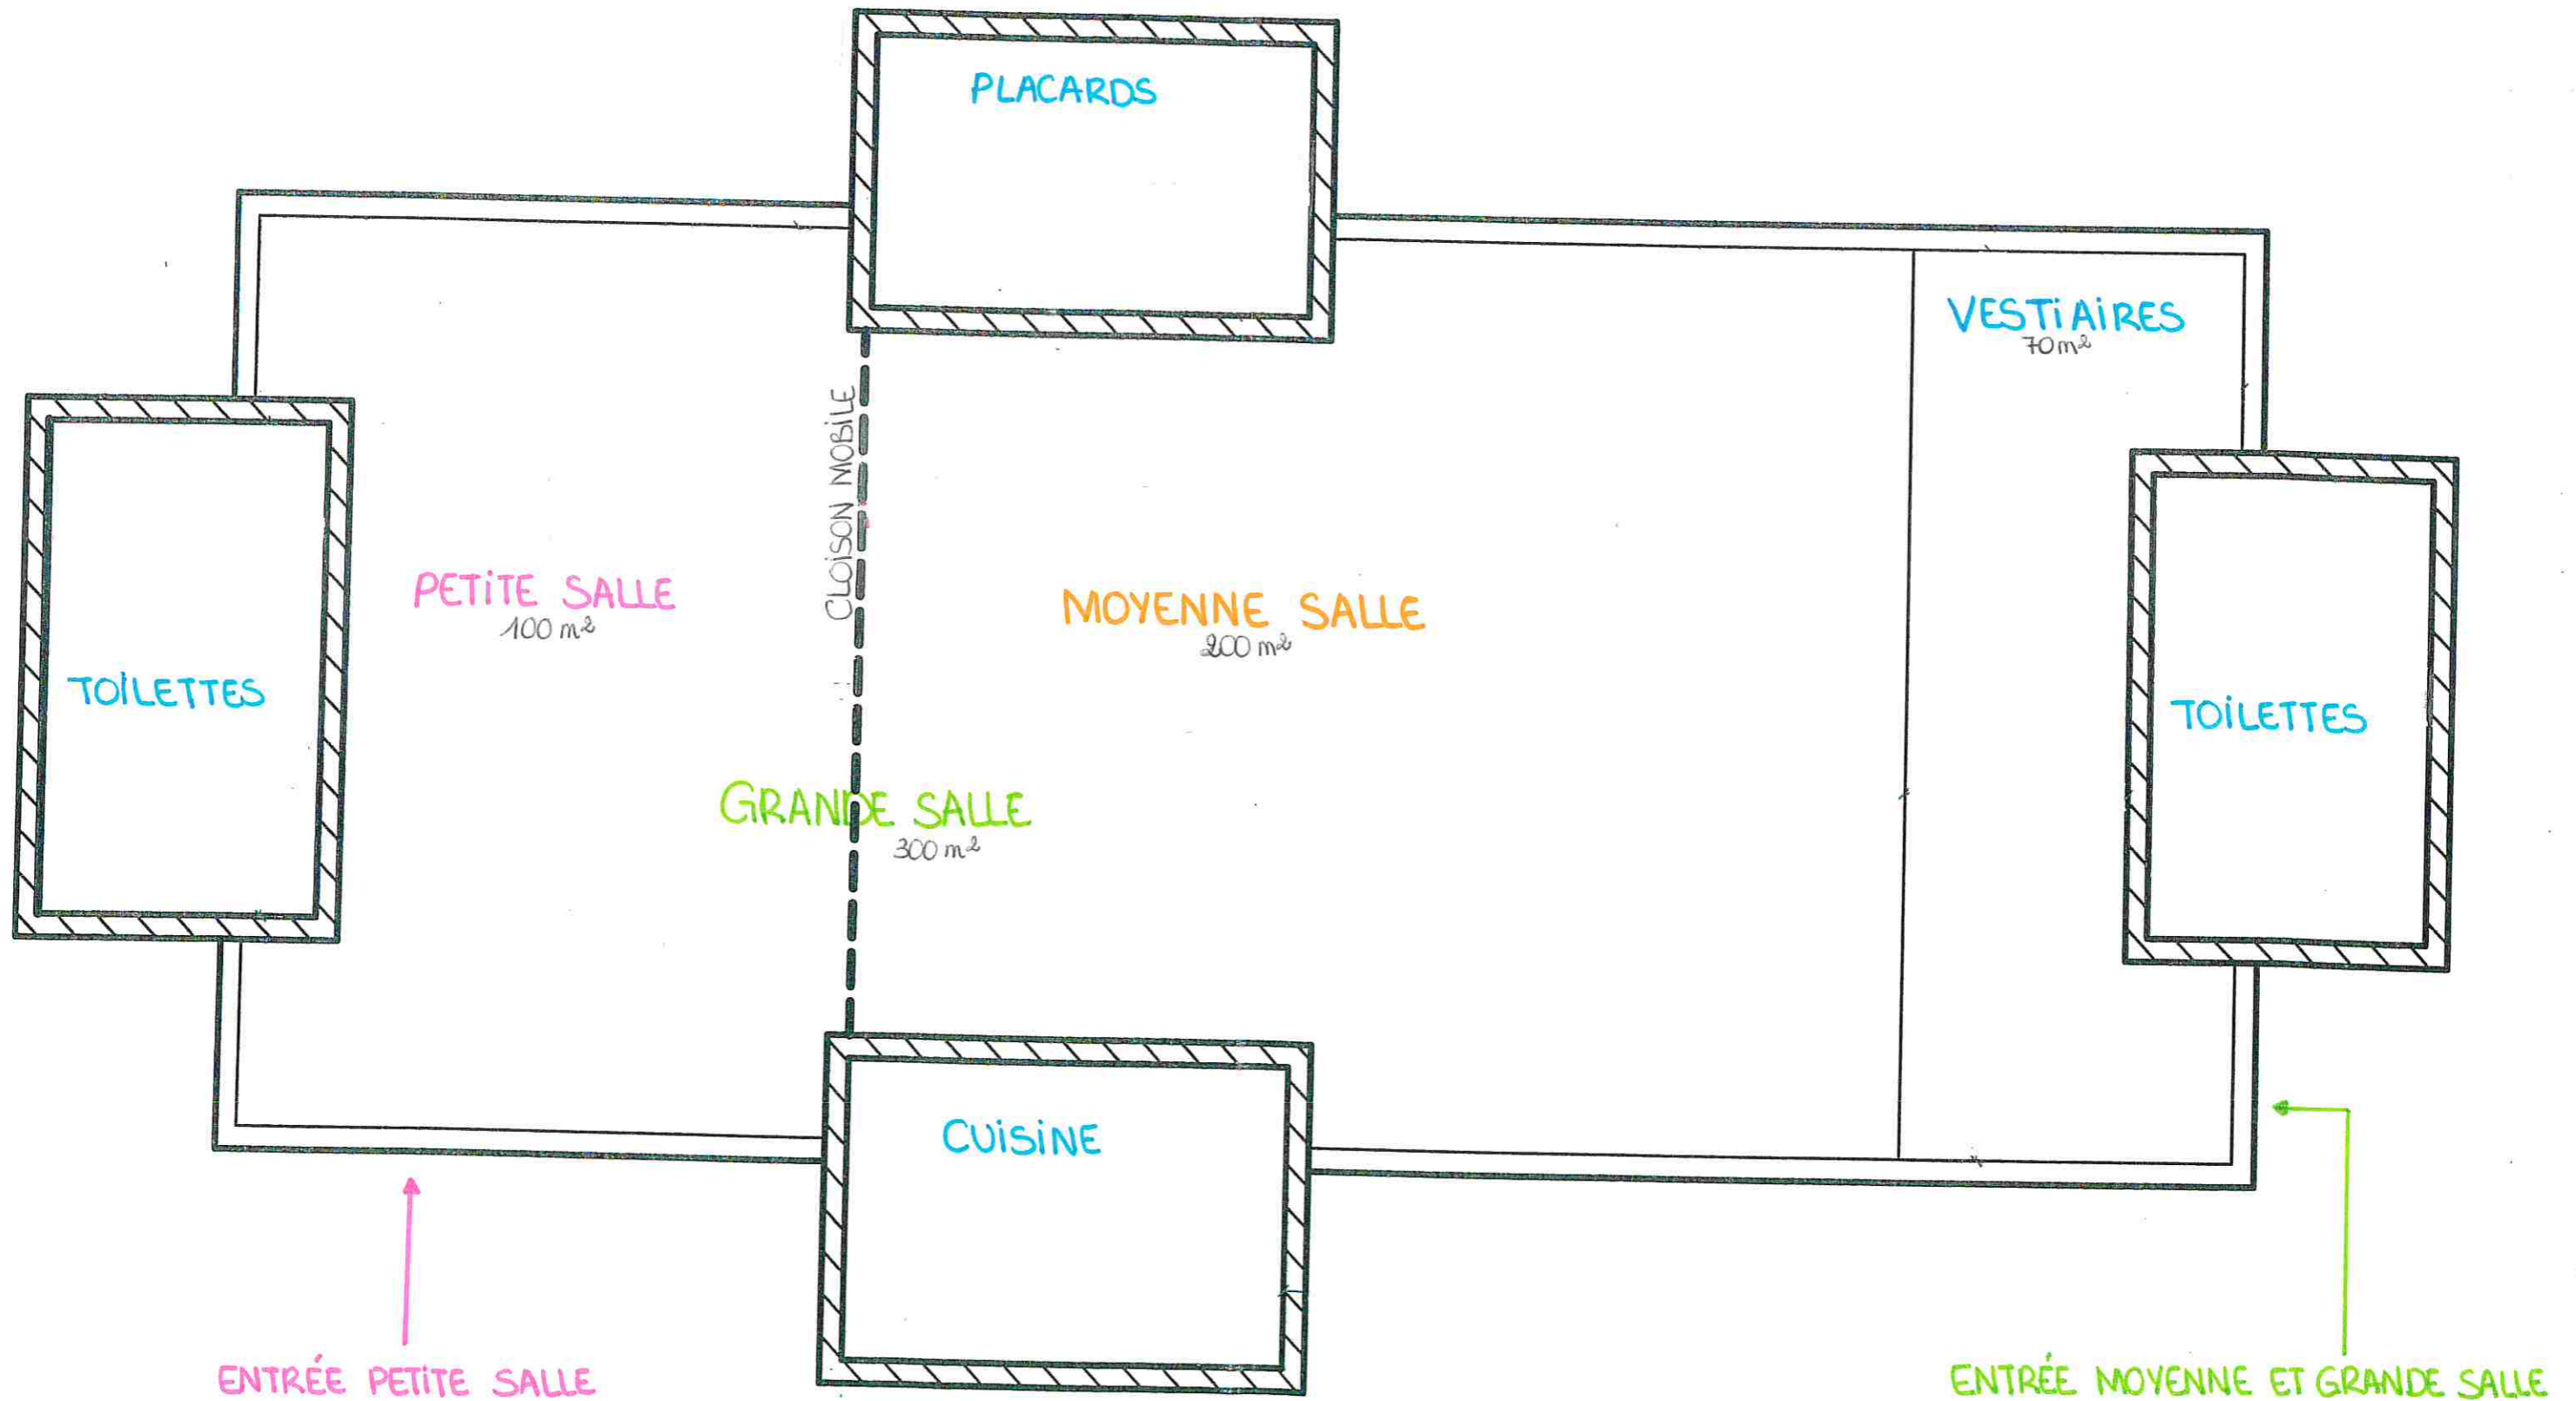 PLACARDS
VESTiAiRES
70 m²
CLOiSON MOBiLE
PETiTE SALLE
100 m²
MOYENNE SALLE
200 m²
TOiLETTES
TOiLETTES
GRANDE SALLE
300 m²
CUiSiNE
ENTRÉE PETiTE SALLE
ENTRÉE MOYENNE ET GRANDE SALLE